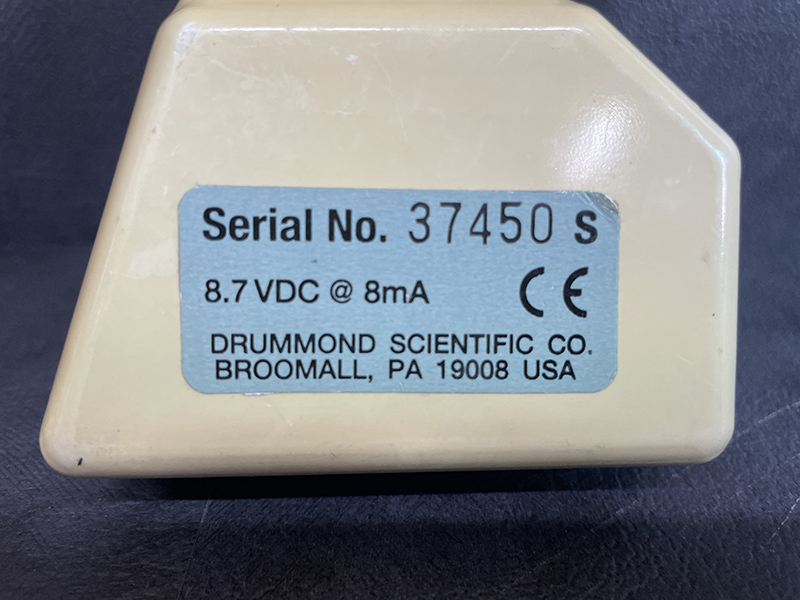 Serial No. 37450 S
8.7 VDC @ 8mA CE
DRUMMOND SCIENTIFIC CO.
BROOMALL, PA 19008 USA